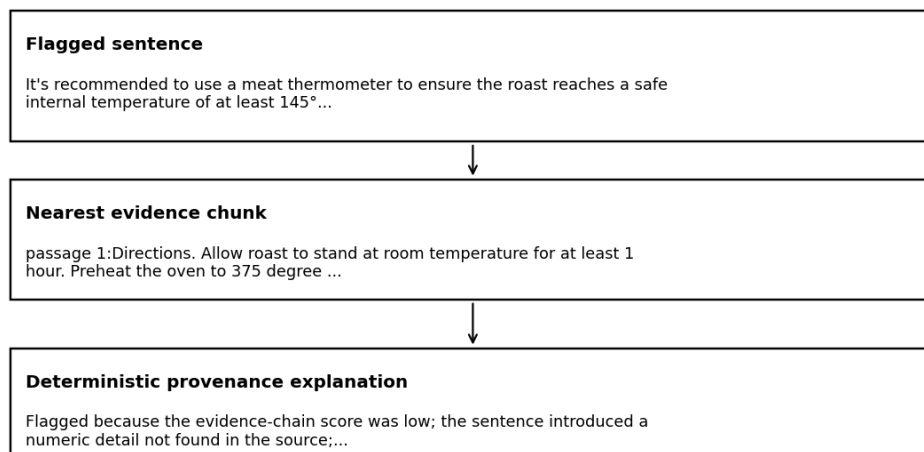 Flagged sentence
It's recommended to use a meat thermometer to ensure the roast reaches a safe
internal temperature of at least 145°...
Nearest evidence chunk
passage 1:Directions. Allow roast to stand at room temperature for at least 1
hour. Preheat the oven to 375 degree ...
Deterministic provenance explanation
Flagged because the evidence-chain score was low; the sentence introduced a
numeric detail not found in the source;...